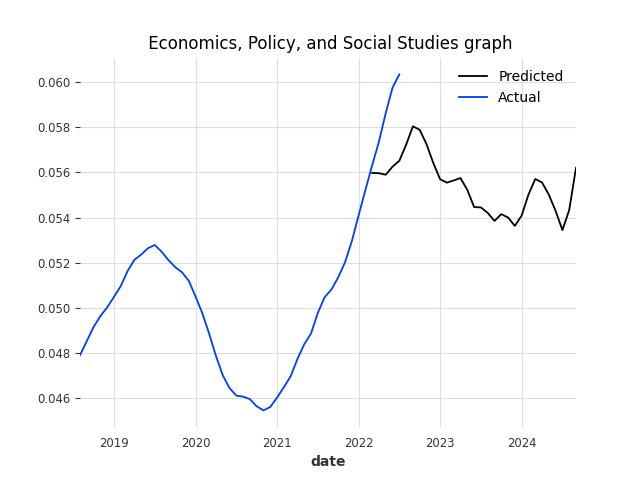 Economics, Policy, and Social Studies graph
Predicted
Actual
0.060
0.058
0.056
0.054
0.052
0.050
0.048
0.046
2019 2020 2021 2022 2023 2024
date